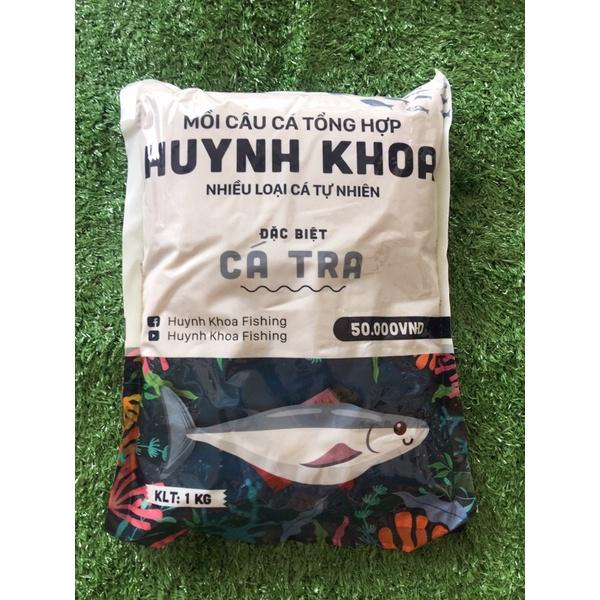 MỒI CÂU CÁ TỔNG HỢP
HUYNH KHOA
NHIỀU LOẠI CÁ TỰ NHIÊN
ĐẶC BIỆT
CÁ TRA
Huynh Khoa Fishing
Huynh Khoa Fishing
50.000VNĐ
KLT: 1 KG